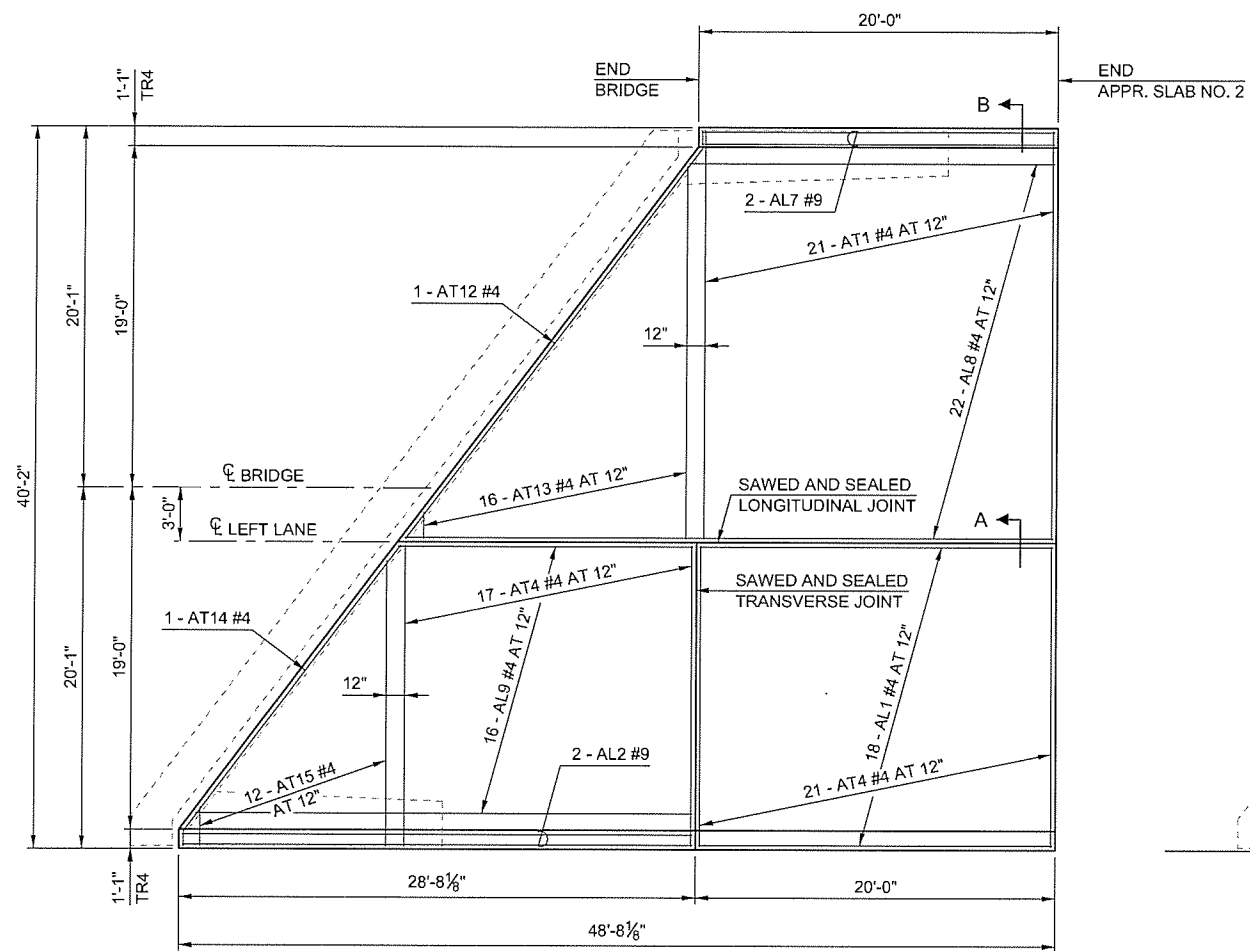 20'-0"
END
BRIDGE
END
APPR. SLAB NO. 2
1'-1"
TR4
B
2 - AL7 #9
21 - AT1 #4 AT 12"
20'-1"
19'-0"
1 - AT12 #4
12"
22 - AL8 #4 AT 12"
40'-2"
℄ BRIDGE
3'-0"
℄ LEFT LANE
16 - AT13 #4 AT 12"
SAWED AND SEALED
LONGITUDINAL JOINT
A
17 - AT4 #4 AT 12"
SAWED AND SEALED
TRANSVERSE JOINT
1 - AT14 #4
20'-1"
19'-0"
12"
16 - AL9 #4 AT 12"
18 - AL1 #4 AT 12"
2 - AL2 #9
12 - AT15 #4
AT 12"
21 - AT4 #4 AT 12"
1'-1"
TR4
28'-8⅛"
20'-0"
48'-8⅛"